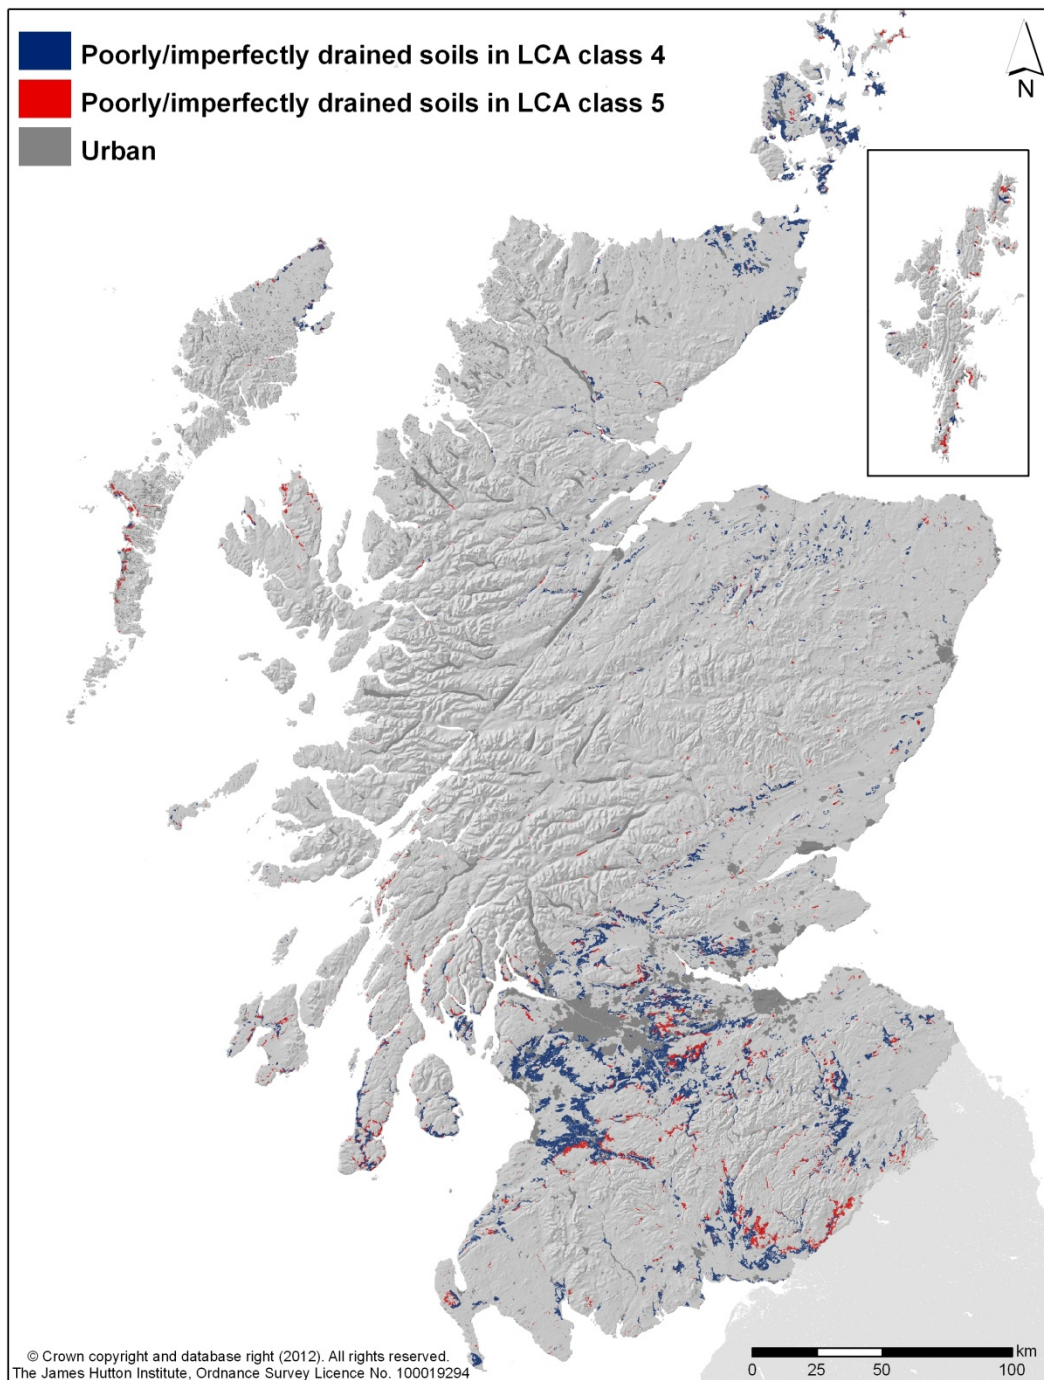 Poorly/imperfectly drained soils in LCA class 4
Poorly/imperfectly drained soils in LCA class 5
Urban
N
km
0 25 50 100
© Crown copyright and database right (2012). All rights reserved.
The James Hutton Institute, Ordnance Survey Licence No. 100019294